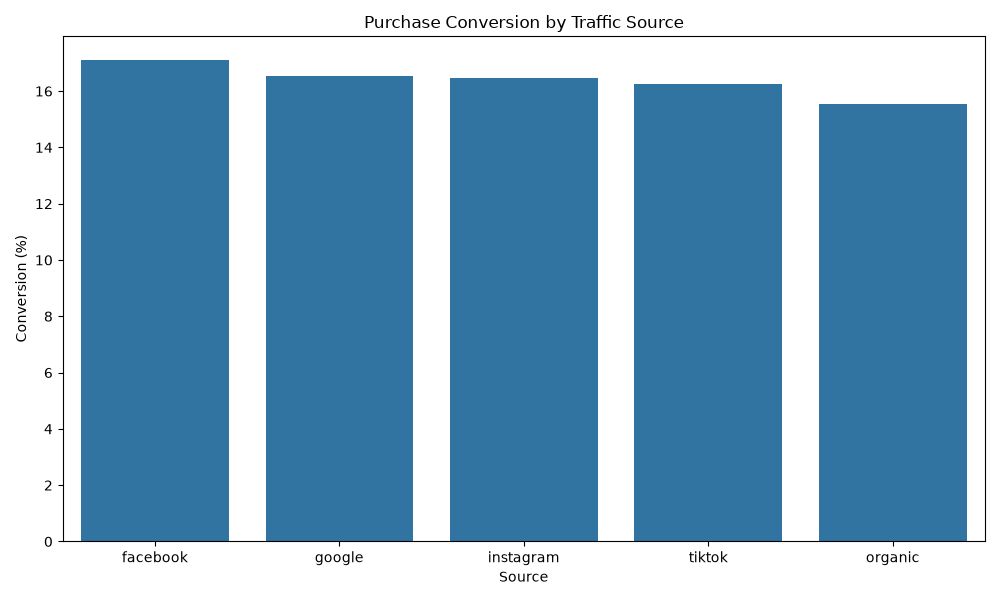 Purchase Conversion by Traffic Source
16
14
12
10
8
6
4
2
0
Conversion (%)
facebook google instagram tiktok organic
Source